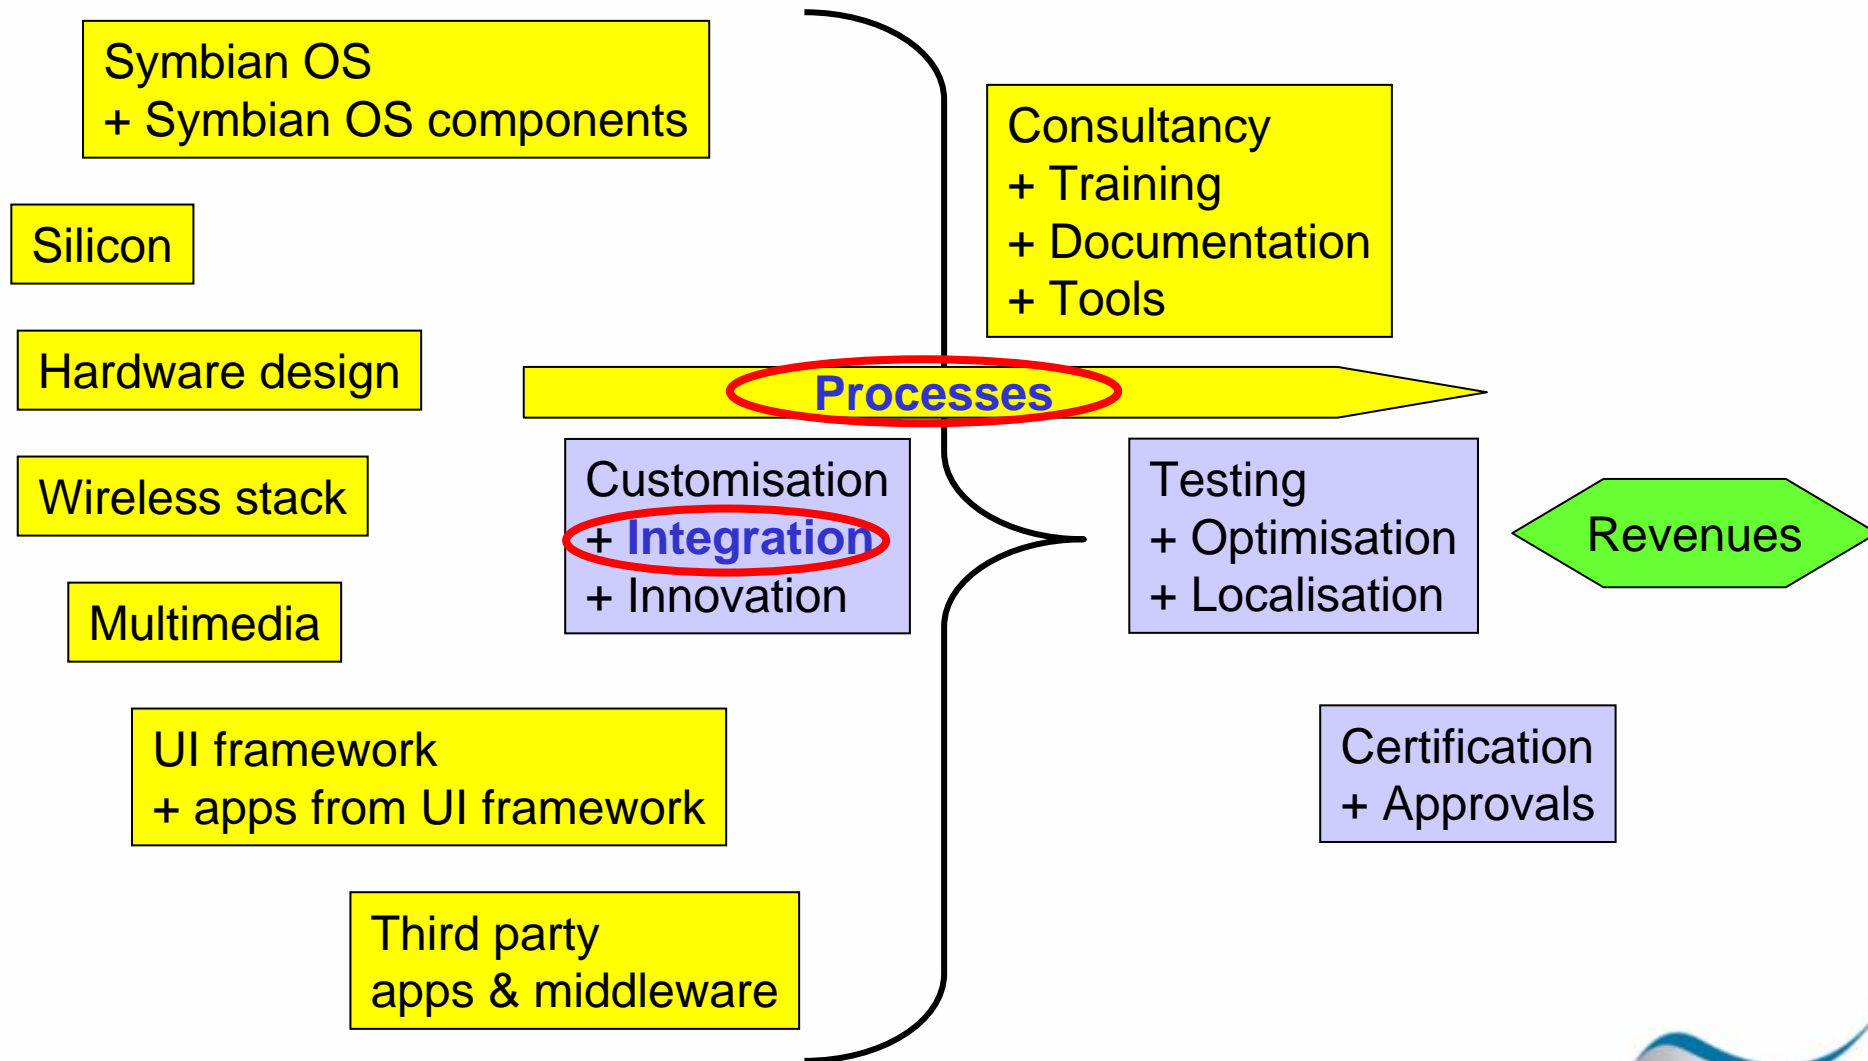 Symbian OS
+ Symbian OS components
Silicon
Hardware design
Wireless stack
Multimedia
UI framework
+ apps from UI framework
Third party
apps & middleware
Processes
Customisation
+ Integration
+ Innovation
Consultancy
+ Training
+ Documentation
+ Tools
Testing
+ Optimisation
+ Localisation
Certification
+ Approvals
Revenues